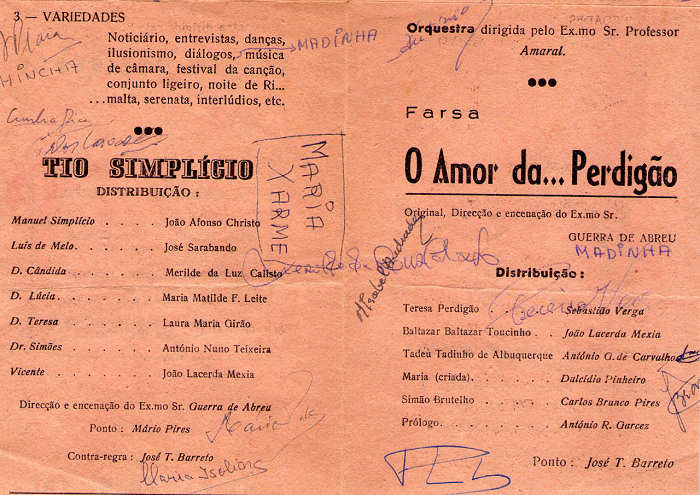 3 — VARIEDADES
Noticiário, entrevistas, danças,
ilusionismo, diálogos, música
de câmara, festival da canção,
conjunto ligeiro, noite de Ri...
...malta, serenata, interlúdios, etc.
MADINHA
CHINCHA
TIO SIMPLÍCIO
DISTRIBUIÇÃO :
Manuel Simplício . . . . . João Afonso Christo
Luís de Melo. . . . . José Sarabando
D. Cândida . . . . . Merilde da Luz Calisto
D. Lúcia. . . . . Maria Matilde F. Leite
D. Teresa . . . . . Laura Maria Girão
Dr. Simões . . . . . António Nuno Teixeira
Vicente . . . . . João Lacerda Mexia
Direcção e encenação do Ex.mo Sr. Guerra de Abreu
Ponto : Mário Pires
Contra-regra : José T. Barreto
MARIA
XARME
Orquestra dirigida pelo Ex.mo Sr. Professor
Amaral.
Farsa
O Amor da... Perdigão
Original, Direcção e encenação do Ex.mo Sr.
GUERRA DE ABREU
MADINHA
Distribuição :
Teresa Perdigão . . . . Sebastião Verga
Baltazar Baltazar Toucinho . João Lacerda Mexia
Tadeu Tadinho de Albuquerque António G. de Carvalho
Maria (criada). . . . . . Dulcídio Pinheiro
Simão Brutelho . . . . Carlos Branco Pires
Prólogo. . . . . . António R. Garcez
Ponto : José T. Barreto